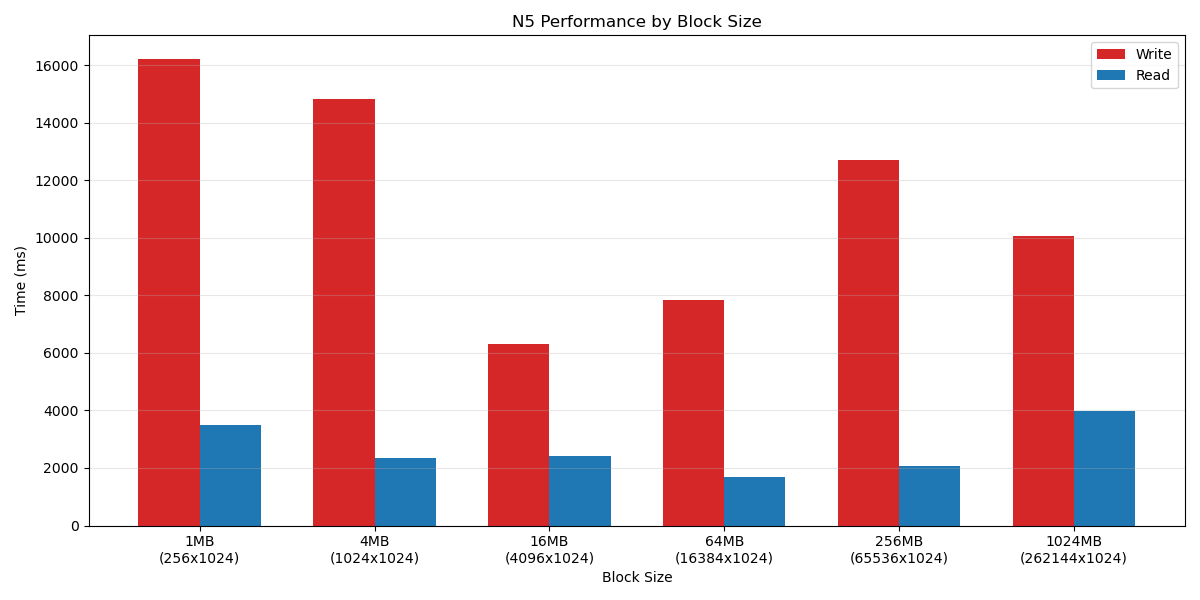 N5 Performance by Block Size
Write
Read
Time (ms)
16000
14000
12000
10000
8000
6000
4000
2000
0
1MB 4MB 16MB 64MB 256MB 1024MB
(256x1024) (1024x1024) (4096x1024) (16384x1024) (65536x1024) (262144x1024)
Block Size